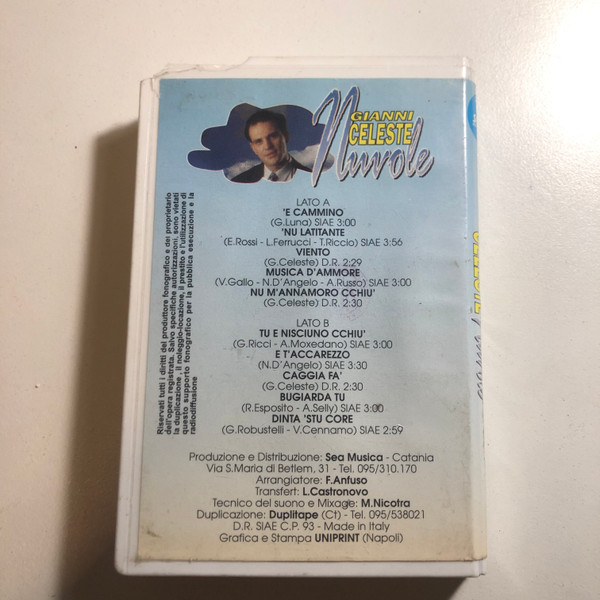 GIANNI
CELESTE
Nuvole
LATO A
'E CAMMINO
(G.Luna) SIAE 3:00
'NU LATITANTE
(E.Rossi - L.Ferrucci - T.Riccio) SIAE 3:56
VIENTO
(G.Celeste) D.R. 2:29
MUSICA D'AMMORE
(V.Gallo - N.D'Angelo - A.Russo) SIAE 3:00
NU M'ANNAMORO CCHIU'
(G.Celeste) D.R. 2:30
LATO B
TU E NISCIUNO CCHIU'
(G.Ricci - A.Moxedano) SIAE 3:00
E T'ACCAREZZO
(N.D'Angelo) SIAE 3:30
CAGGIA FA'
(G.Celeste) D.R. 2:30
BUGIARDA TU
(R.Esposito - A.Selly) SIAE 3:00
DINTA 'STU CORE
(G.Robustelli - V.Cennamo) SIAE 2:59
Produzione e Distribuzione: Sea Musica - Catania
Via S.Maria di Betlem, 31 - Tel. 095/310.170
Arrangiatore: F.Anfuso
Transfert: L.Castronovo
Tecnico del suono e Mixage: M.Nicotra
Duplicazione: Duplitape (Ct) - Tel. 095/538021
D.R. SIAE C.P. 93 - Made in Italy
Grafica e Stampa UNIPRINT (Napoli)
Riservati tutti i diritti del produttore fonografico e del proprietario
dell'opera registrata. Salvo specifiche autorizzazioni, sono vietati
la duplicazione, il noleggio-locazione, il prestito e l'utilizzazione di
questo supporto fonografico per la pubblica esecuzione e la
radiodiffusione